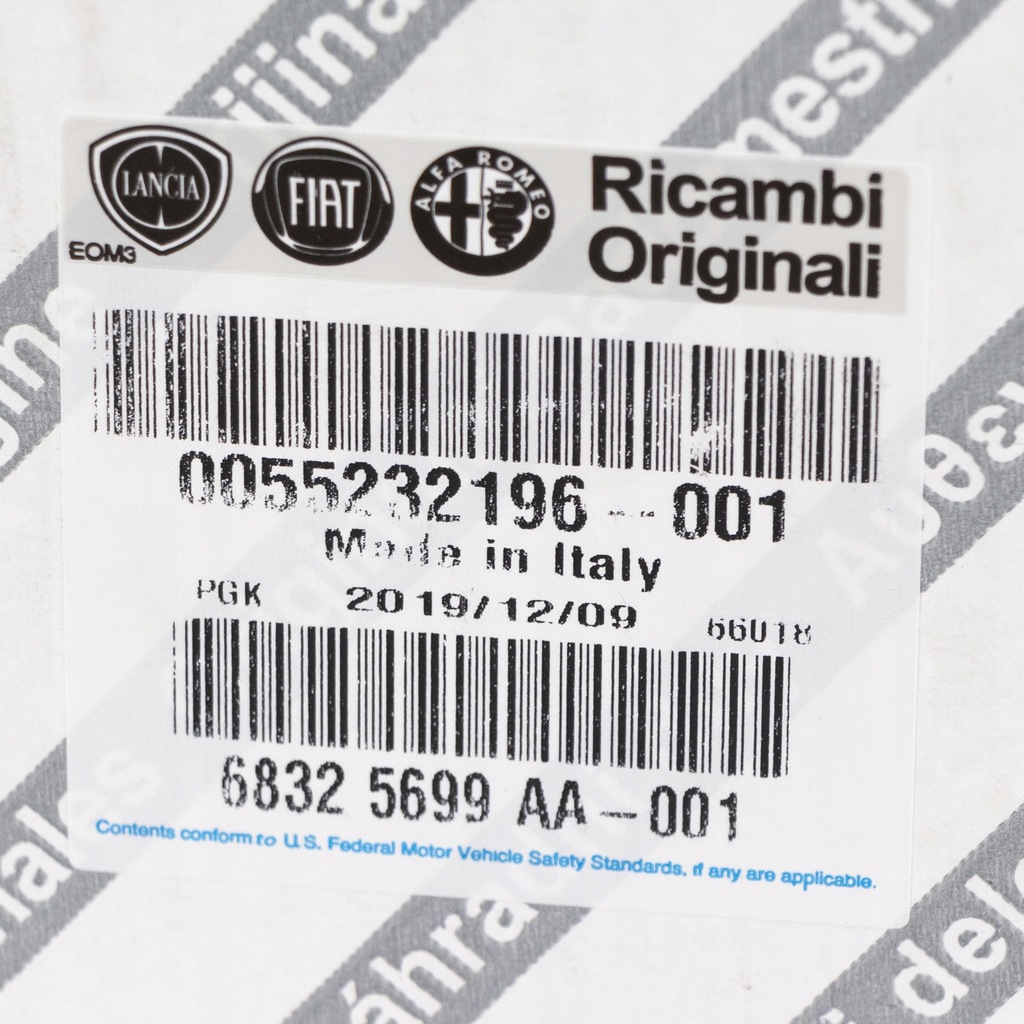 LANCIA
FIAT
ALFA ROMEO
Ricambi
Originali
EOM3
0055232196--001
Made in Italy
PGK 2019/12/09 66018
6832 5699 AA-001
Contents conform to U.S. Federal Motor Vehicle Safety Standards, if any are applicable.